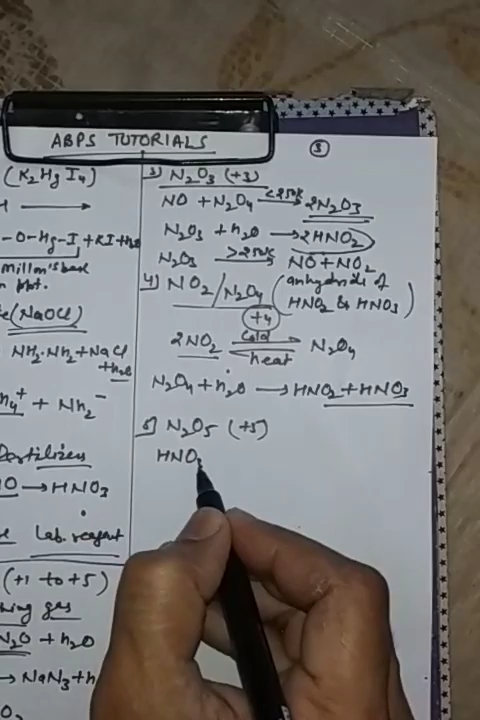 ABPS TUTORIALS
3
(K2HgI4)
-O-Hg-I + KI + H2O
Millon's base
ppt.
(NaOCl)
NH2.NH2 + NaCl
+ H2O
+ NH2-
Fertilizers
→ HNO3
Lab. reagent
(+1 to +5)
gas
N2O + H2O
→ NaN3 + H
3) N2O3 (+3)
NO + N2O4 <250K→ 2N2O3
N2O3 + H2O → 2HNO2
N2O3 >250K→ NO + NO2
4) NO2/N2O4 (anhydride of
HNO2 & HNO3)
+4
2NO2 cold ⇌ heat N2O4
N2O4 + H2O → HNO2 + HNO3
5) N2O5 (+5)
HNO3